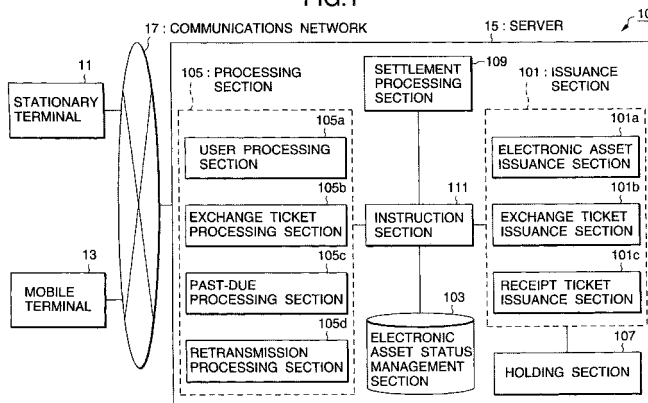 17 : COMMUNICATIONS NETWORK
15 : SERVER
11
STATIONARY
TERMINAL
13
MOBILE
TERMINAL
105 : PROCESSING
SECTION
105a
USER PROCESSING
SECTION
105b
EXCHANGE TICKET
PROCESSING SECTION
105c
PAST-DUE
PROCESSING SECTION
105d
RETRANSMISSION
PROCESSING SECTION
109
SETTLEMENT
PROCESSING
SECTION
111
INSTRUCTION
SECTION
103
ELECTRONIC
ASSET STATUS
MANAGEMENT
SECTION
101 : ISSUANCE
SECTION
101a
ELECTRONIC ASSET
ISSUANCE SECTION
101b
EXCHANGE TICKET
ISSUANCE SECTION
101c
RECEIPT TICKET
ISSUANCE SECTION
107
HOLDING SECTION